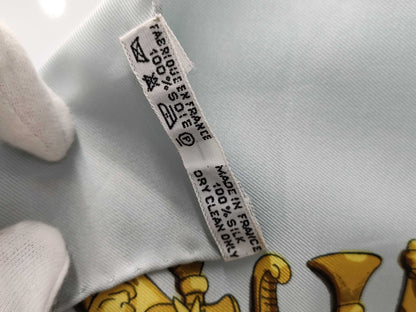 FABRIQUE EN FRANCE
100% SOIE
MADE IN FRANCE
100% SILK
DRY CLEAN ONLY